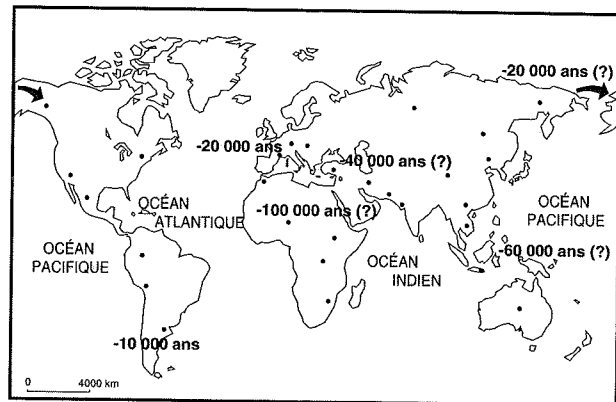 -20 000 ans (?)
-20 000 ans
-40 000 ans (?)
OCÉAN
ATLANTIQUE
-100 000 ans (?)
OCÉAN
PACIFIQUE
OCÉAN
PACIFIQUE
OCÉAN
INDIEN
-60 000 ans (?)
-10 000 ans
0 4000 km